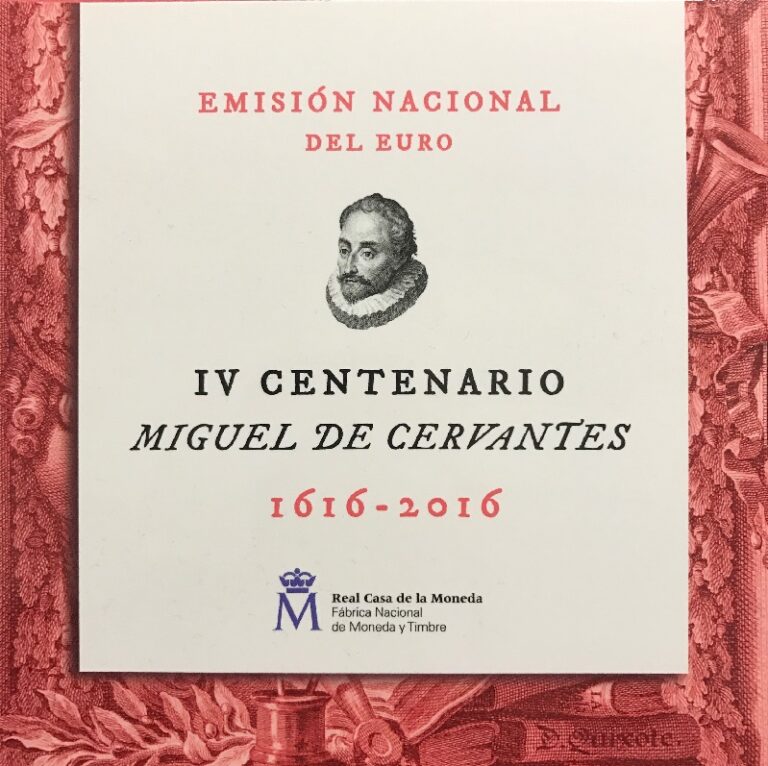 EMISIÓN NACIONAL
DEL EURO
IV CENTENARIO
MIGUEL DE CERVANTES
1616-2016
M
Real Casa de la Moneda
Fábrica Nacional
de Moneda y Timbre
D. Quixote.